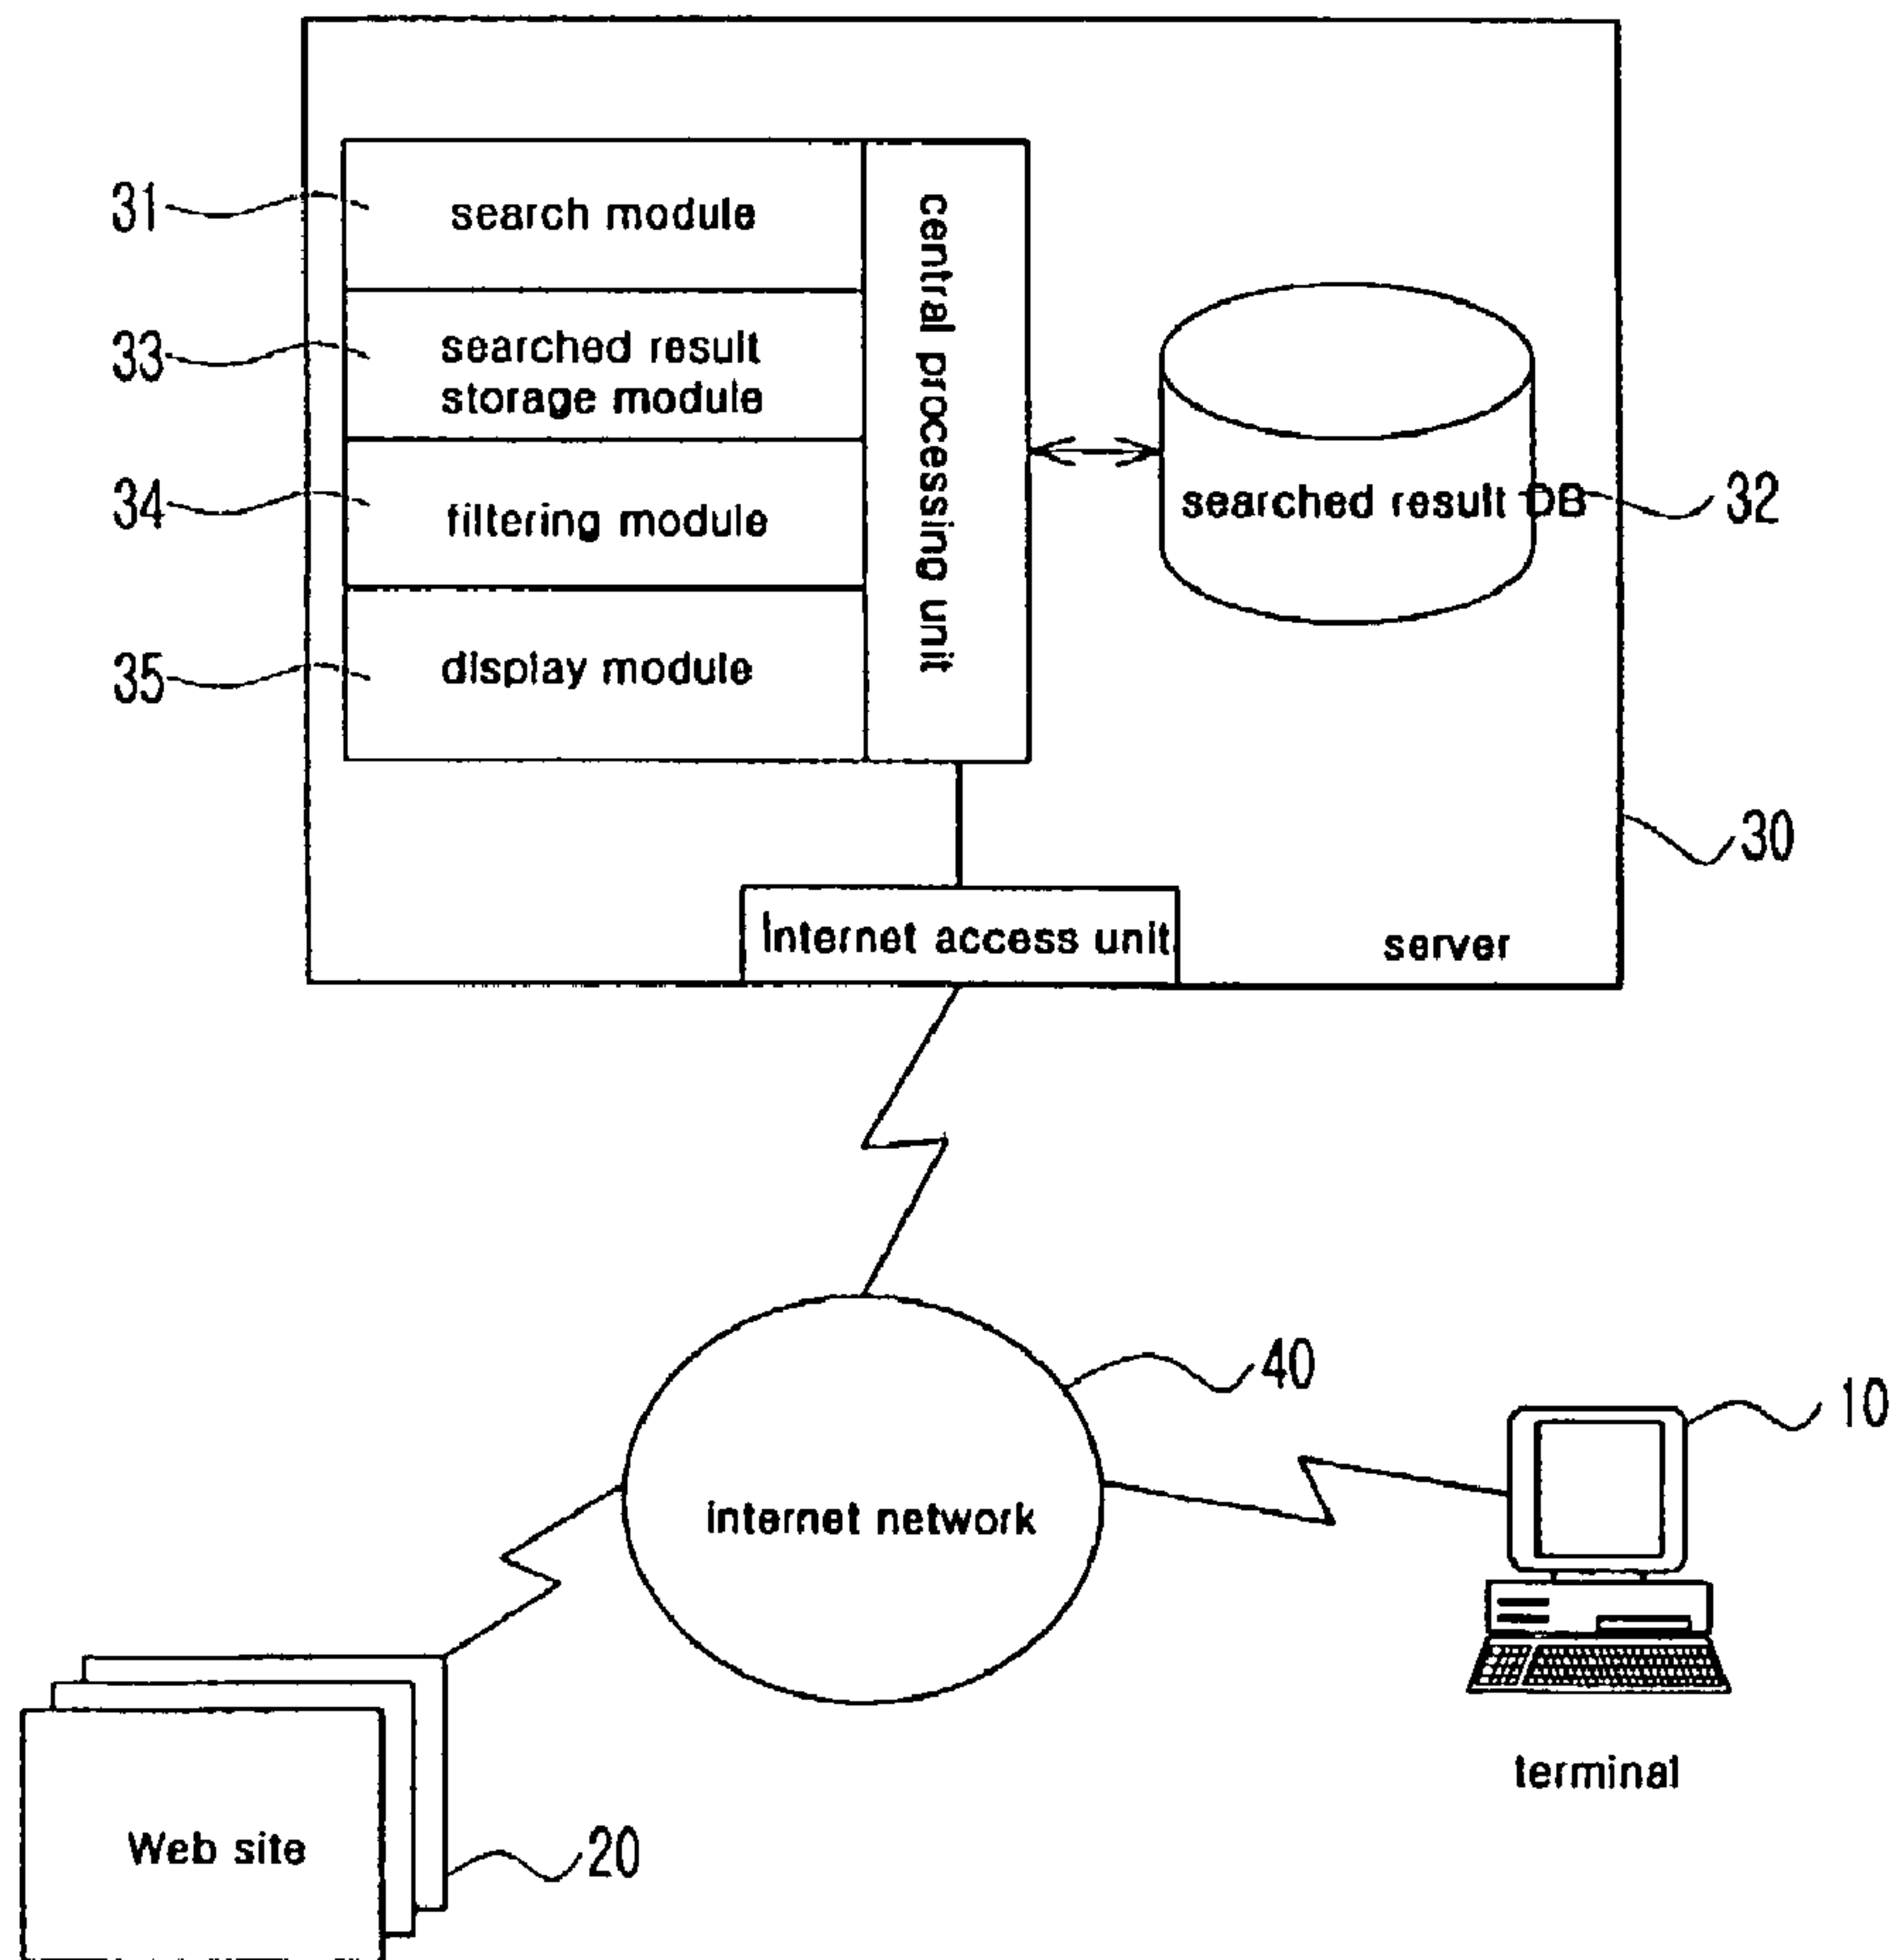 31
search module
33
searched result
storage module
34
filtering module
35
display module
central processing unit
searched result DB
32
30
Internet access unit
server
40
10
internet network
terminal
Web site
20